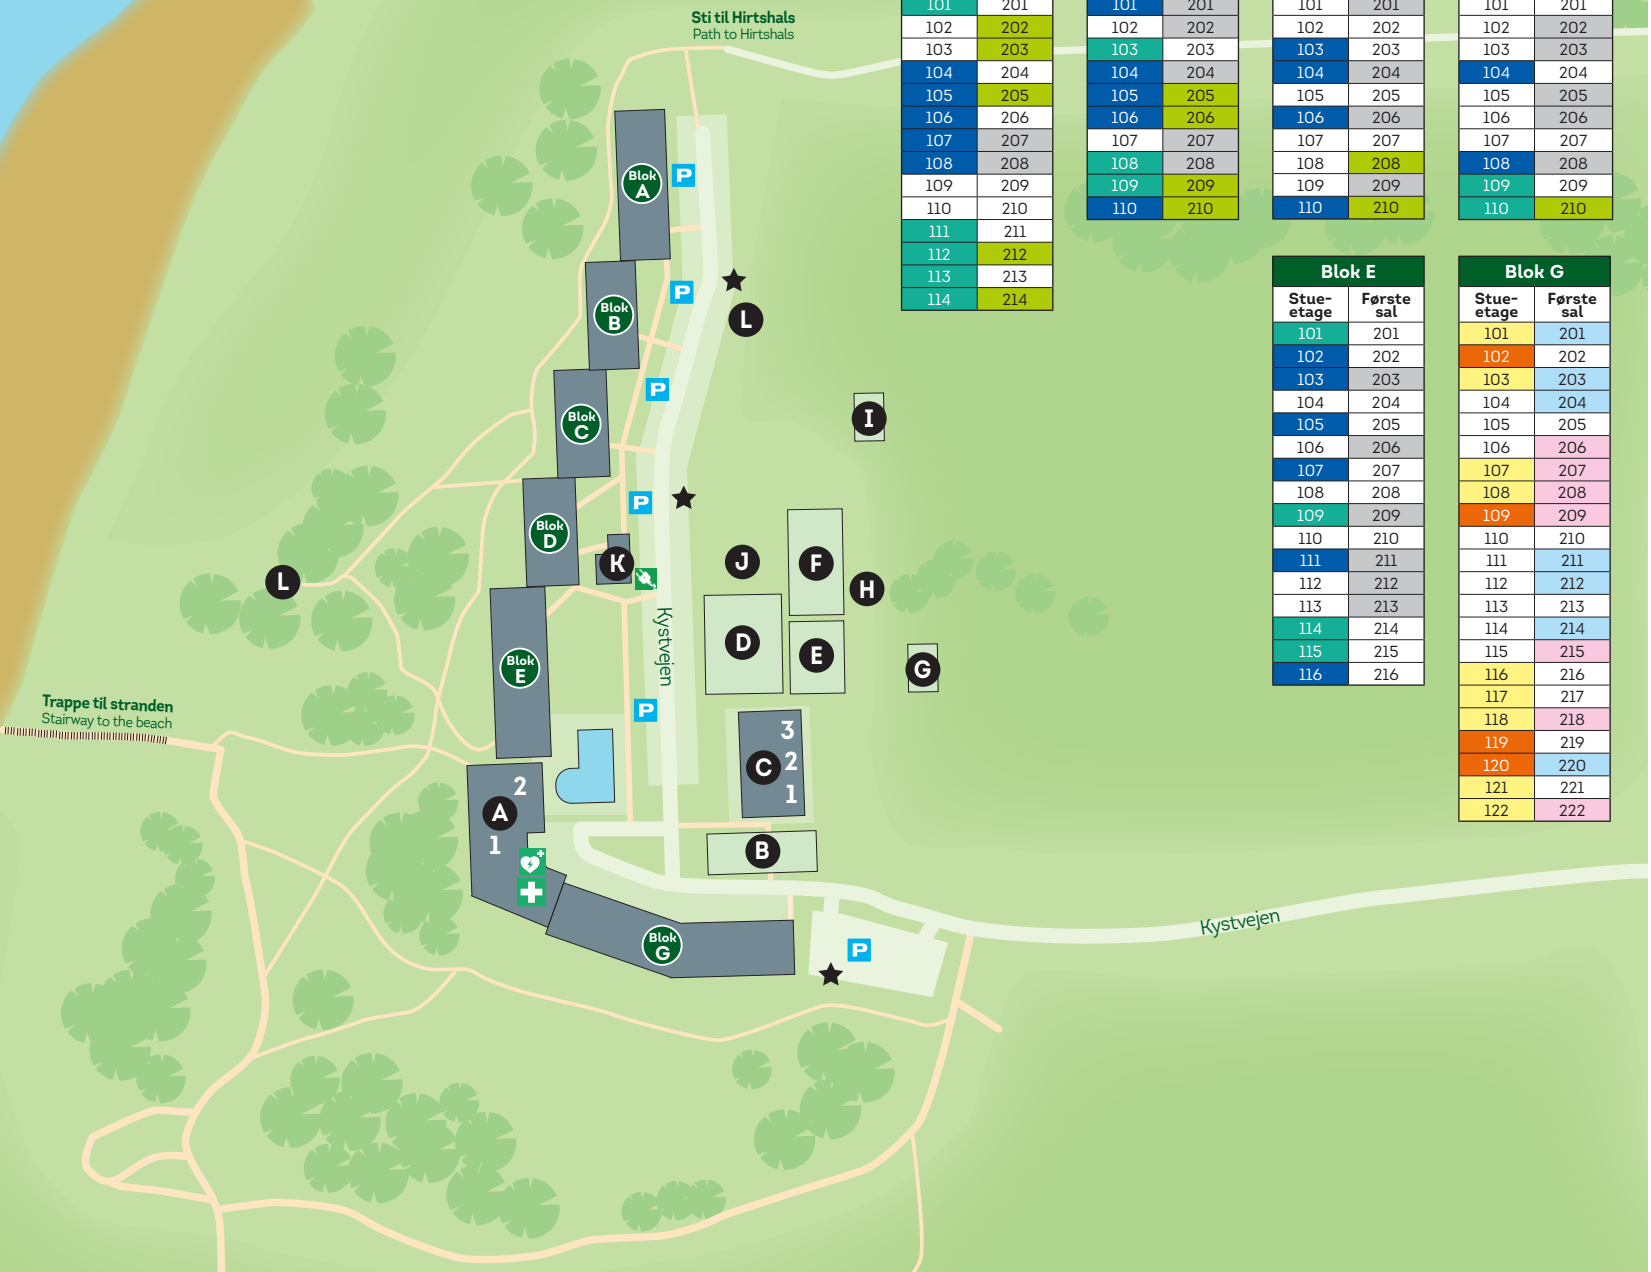 Sti til Hirtshals
Path to Hirtshals
101 201
102 202
103 203
104 204
105 205
106 206
107 207
108 208
109 209
110 210
111 211
112 212
113 213
114 214
101 201
102 202
103 203
104 204
105 205
106 206
107 207
108 208
109 209
110 210
101 201
102 202
103 203
104 204
105 205
106 206
107 207
108 208
109 209
110 210
101 201
102 202
103 203
104 204
105 205
106 206
107 207
108 208
109 209
110 210
Blok E
Stue-
etage
Første
sal
101 201
102 202
103 203
104 204
105 205
106 206
107 207
108 208
109 209
110 210
111 211
112 212
113 213
114 214
115 215
116 216
Blok G
Stue-
etage
Første
sal
101 201
102 202
103 203
104 204
105 205
106 206
107 207
108 208
109 209
110 210
111 211
112 212
113 213
114 214
115 215
116 216
117 217
118 218
119 219
120 220
121 221
122 222
Blok
A
P
P
L
Blok
B
P
I
Blok
C
P
Blok
D
K
J
F
H
L
Kystvejen
D
E
G
Blok
E
Trappe til stranden
Stairway to the beach
P
3
C 2
1
2
A
1
B
Blok
G
P
Kystvejen